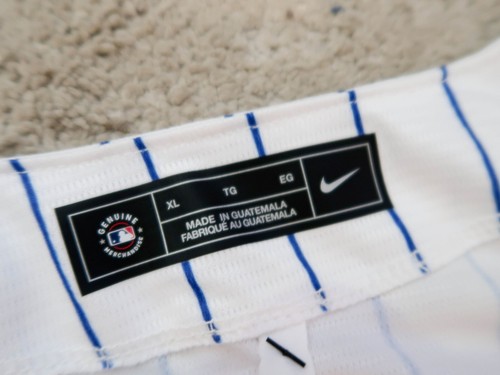 GENUINE
MERCHANDISE
XL TG EG
MADE IN GUATEMALA
FABRIQUÉ AU GUATEMALA